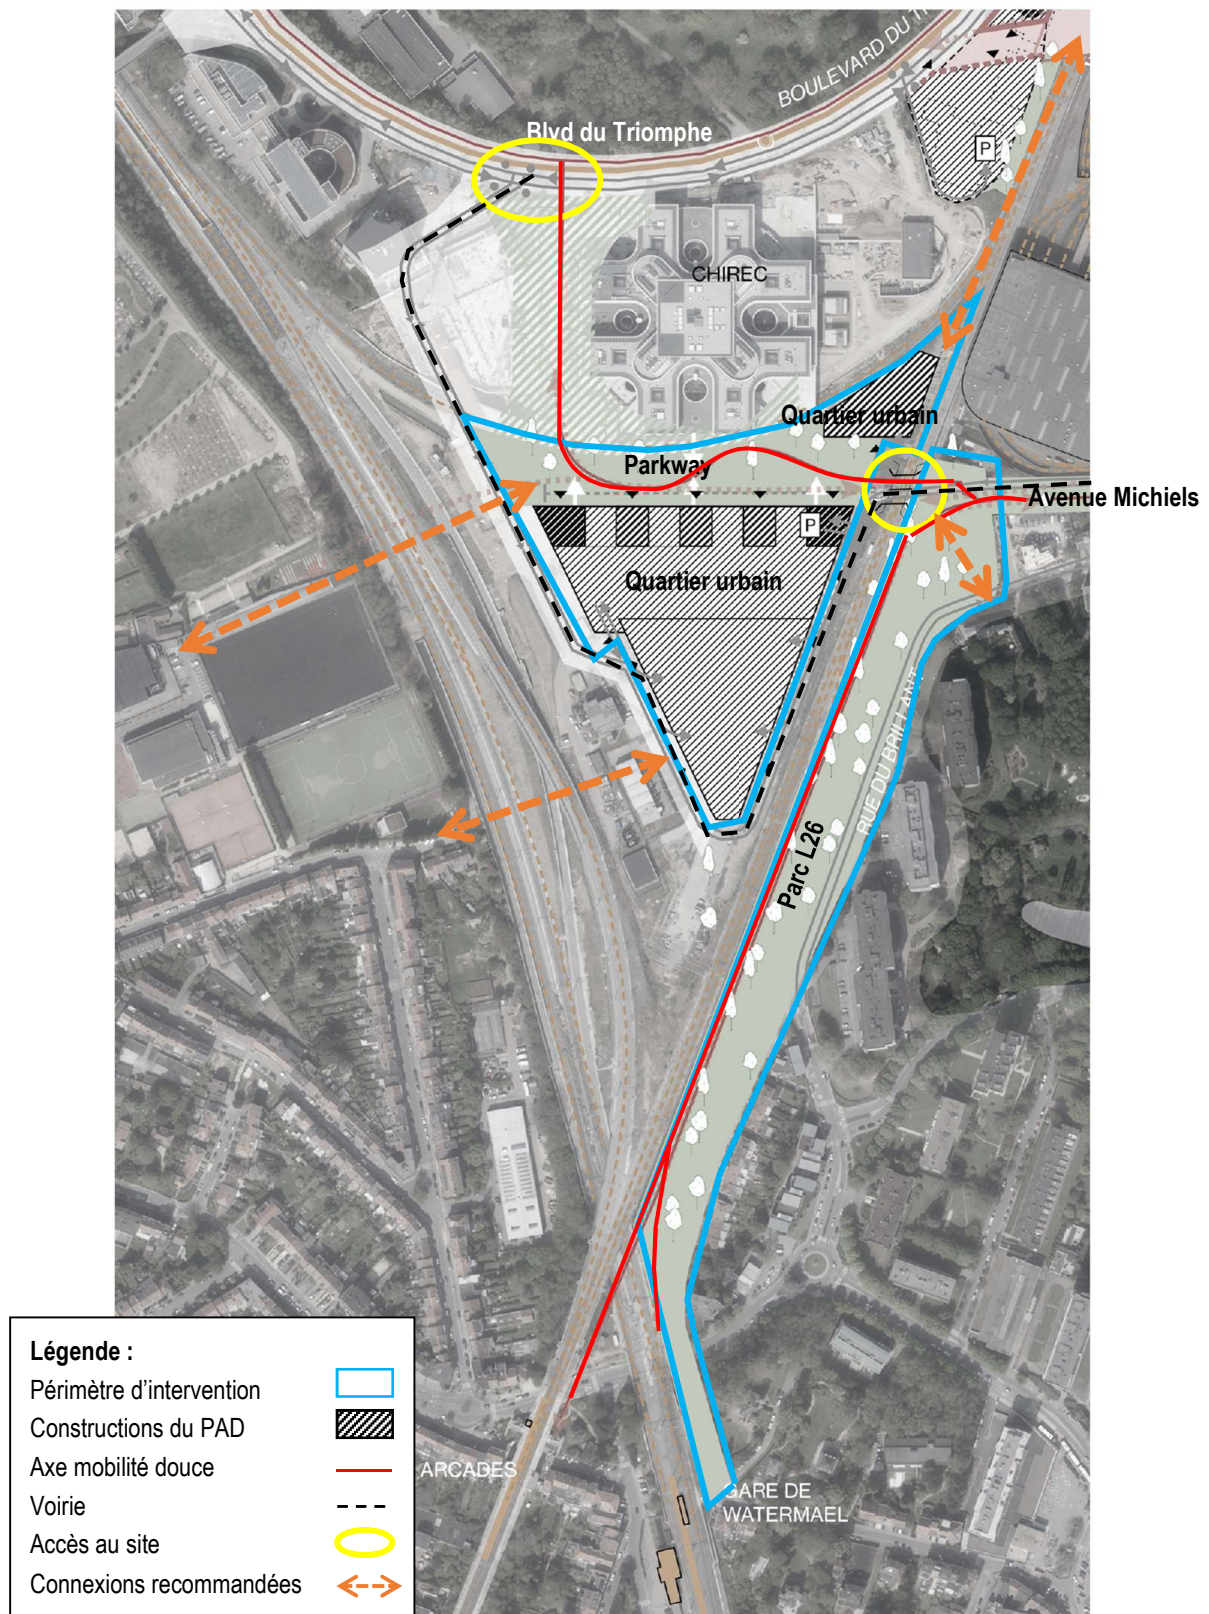 BOULEVARD DU T
Blvd du Triomphe
P
CHIREC
Quartier urbain
Parkway
Avenue Michiels
P
Quartier urbain
RUE DU BRILLANT
Parc L26
ARCADES
GARE DE
WATERMAEL
Légende :
Périmètre d'intervention
Constructions du PAD
Axe mobilité douce
Voirie
Accès au site
Connexions recommandées